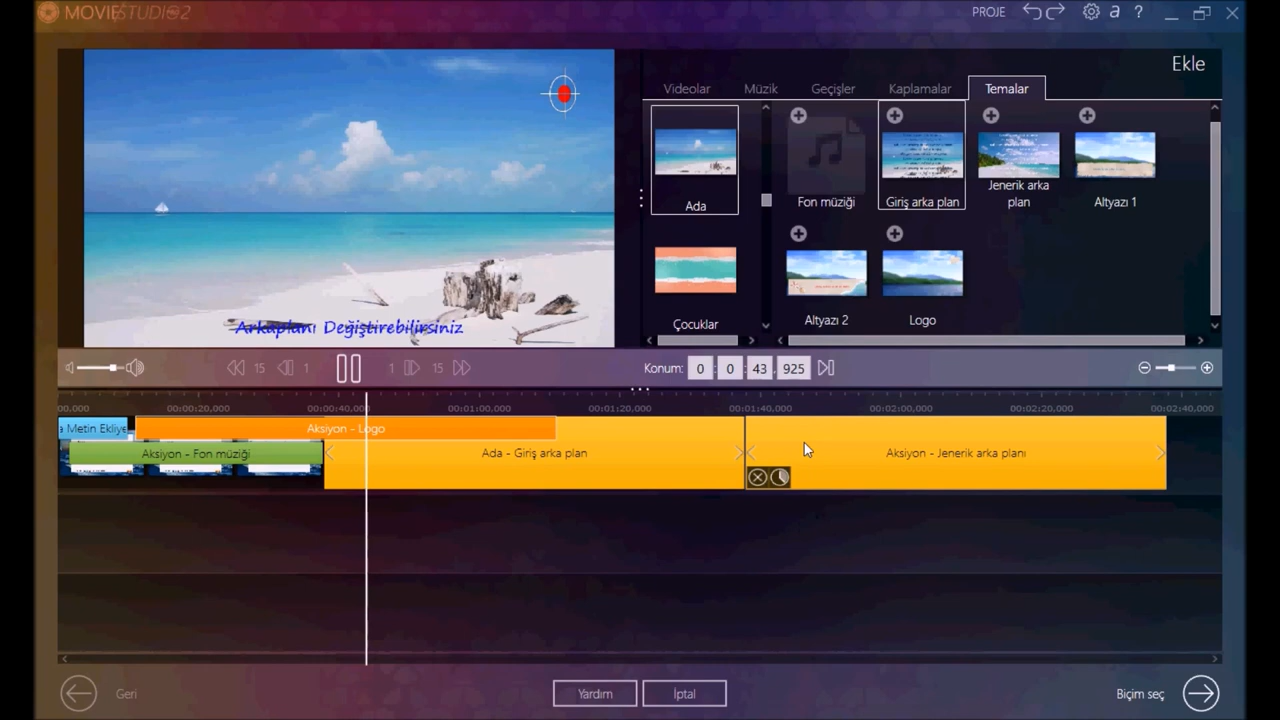 MOVIESTUDIO2
PROJE
a
?
Ekle
Videolar
Müzik
Geçişler
Kaplamalar
Temalar
Ada
Fon müziği
Giriş arka plan
Jenerik arka
plan
Altyazı 1
Çocuklar
Altyazı 2
Logo
Arkaplanı Değiştirebilirsiniz
15
1
1
15
Konum: 0 : 0 : 43 , 925
00,000
00:00:20,000
00:00:40,000
00:01:00,000
00:01:20,000
00:01:40,000
00:02:00,000
00:02:20,000
00:02:40,000
a Metin Ekliye
Aksiyon - Logo
Aksiyon - Fon müziği
Ada - Giriş arka plan
Aksiyon - Jenerik arka planı
Geri
Yardım
İptal
Biçim seç